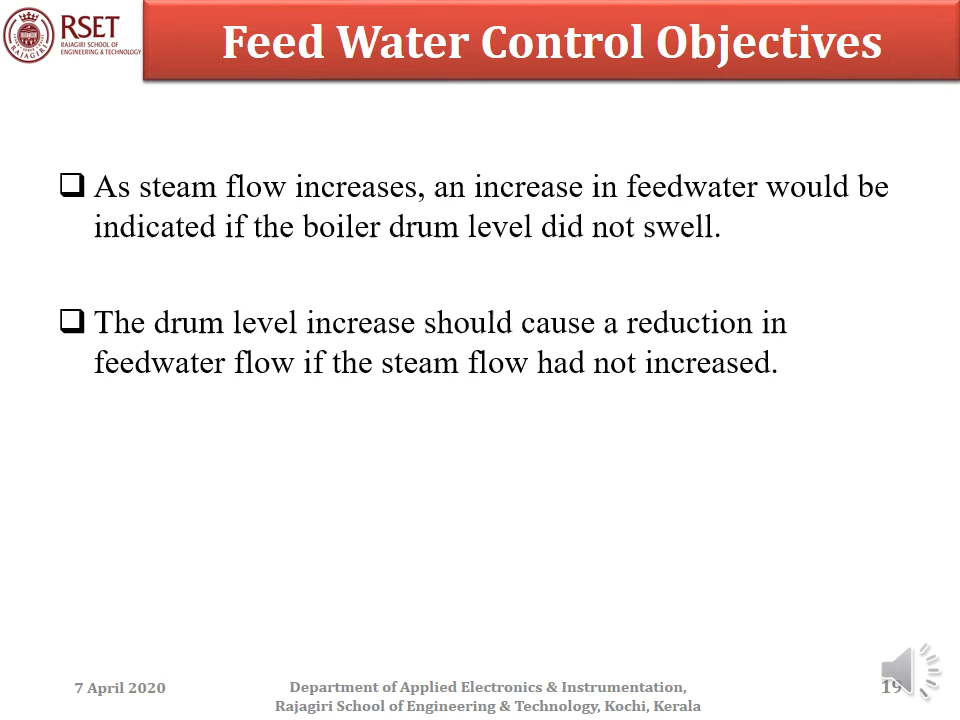 RSET
RAJAGIRI SCHOOL OF
ENGINEERING & TECHNOLOGY
Feed Water Control Objectives
As steam flow increases, an increase in feedwater would be
indicated if the boiler drum level did not swell.
The drum level increase should cause a reduction in
feedwater flow if the steam flow had not increased.
7 April 2020
Department of Applied Electronics & Instrumentation,
Rajagiri School of Engineering & Technology, Kochi, Kerala
19